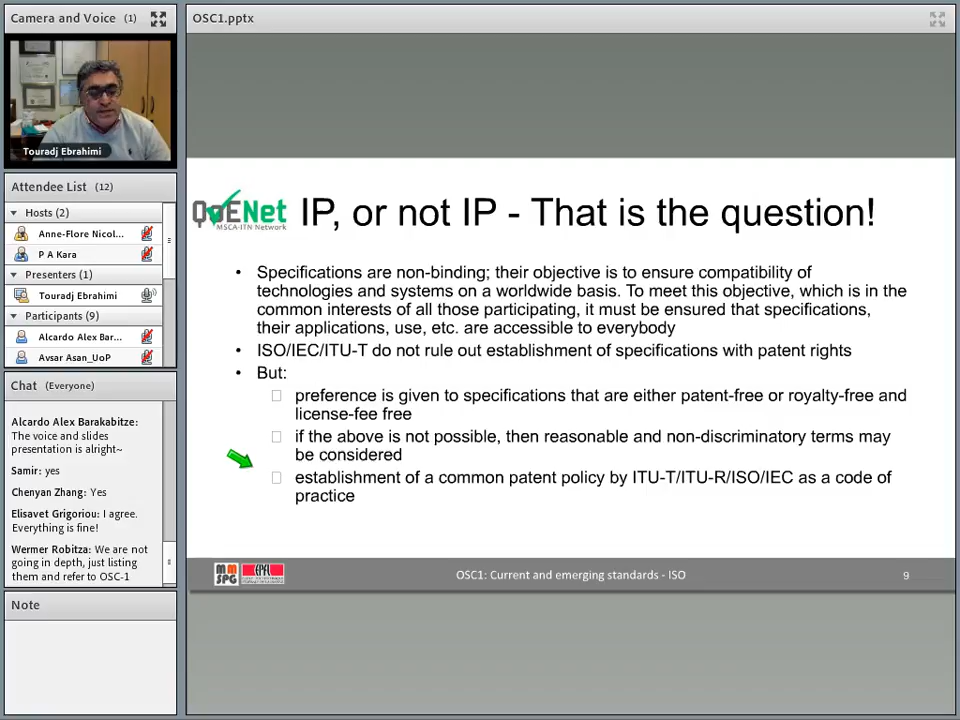 Camera and Voice (1)
Touradj Ebrahimi
Attendee List (12)
Hosts (2)
Anne-Flore Nicol...
P A Kara
Presenters (1)
Touradj Ebrahimi
Participants (9)
Alcardo Alex Bar...
Avsar Asan_UoP
Chat (Everyone)
Alcardo Alex Barakabitze:
The voice and slides
presentation is alright~
Samir: yes
Chenyan Zhang: Yes
Elisavet Grigoriou: I agree.
Everything is fine!
Wermer Robitza: We are not
going in depth, just listing
them and refer to OSC-1
Note
OSC1.pptx
QoENet
MSCA-ITN Network
IP, or not IP - That is the question!
• Specifications are non-binding; their objective is to ensure compatibility of
technologies and systems on a worldwide basis. To meet this objective, which is in the
common interests of all those participating, it must be ensured that specifications,
their applications, use, etc. are accessible to everybody
• ISO/IEC/ITU-T do not rule out establishment of specifications with patent rights
• But:
preference is given to specifications that are either patent-free or royalty-free and
license-fee free
if the above is not possible, then reasonable and non-discriminatory terms may
be considered
establishment of a common patent policy by ITU-T/ITU-R/ISO/IEC as a code of
practice
MM
SPG
EPFL
OSC1: Current and emerging standards - ISO
9